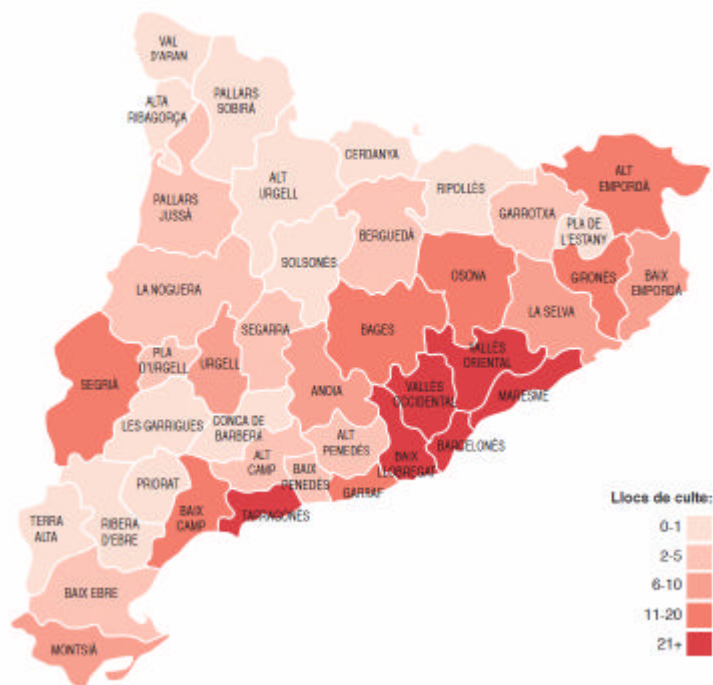 VAL
D'ARAN
PALLARS
SOBIRÀ
ALTA
RIBAGORÇA
CERDANYA
ALT
URGELL
RIPOLLÈS
ALT
EMPORDÀ
PALLARS
JUSSÀ
GARROTXA
PLA DE
L'ESTANY
BERGUEDÀ
SOLSONÈS
OSONA
GIRONÈS
BAIX
EMPORDÀ
LA NOGUERA
LA SELVA
SEGARRA
BAGES
VALLÈS
ORIENTAL
PLA
D'URGELL
URGELL
SEGRIÀ
ANOIA
VALLÈS
OCCIDENTAL
MARESME
LES GARRIGUES
CONCA DE
BARBERA
ALT
PENEDÈS
BARCELONÈS
ALT
CAMP
BAIX
PENEDÈS
BAIX
LLOBREGAT
PRIORAT
GARRAF
BAIX
CAMP
TARRAGONÈS
TERRA
ALTA
RIBERA
D'EBRE
BAIX EBRE
MONTSIÀ
Llocs de culte:
0-1
2-5
6-10
11-20
21+